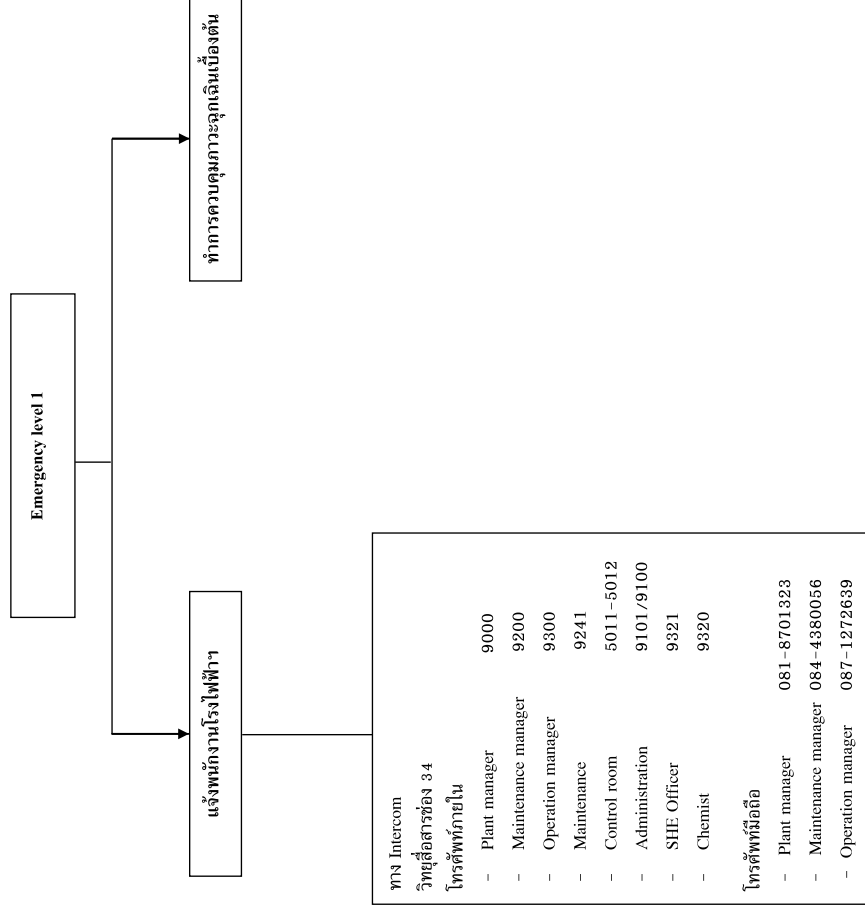 Emergency level 1
แจ้งพนักงานโรงไฟฟ้าฯ
ทำการควบคุมภาวะฉุกเฉินเบื้องต้น
ทาง Intercom
วิทยุสื่อสารช่อง 34
โทรศัพท์ภายใน
- Plant manager 9000
- Maintenance manager 9200
- Operation manager 9300
- Maintenance 9241
- Control room 5011-5012
- Administration 9101/9100
- SHE Officer 9321
- Chemist 9320
โทรศัพท์มือถือ
- Plant manager 081-8701323
- Maintenance manager 084-4380056
- Operation manager 087-1272639